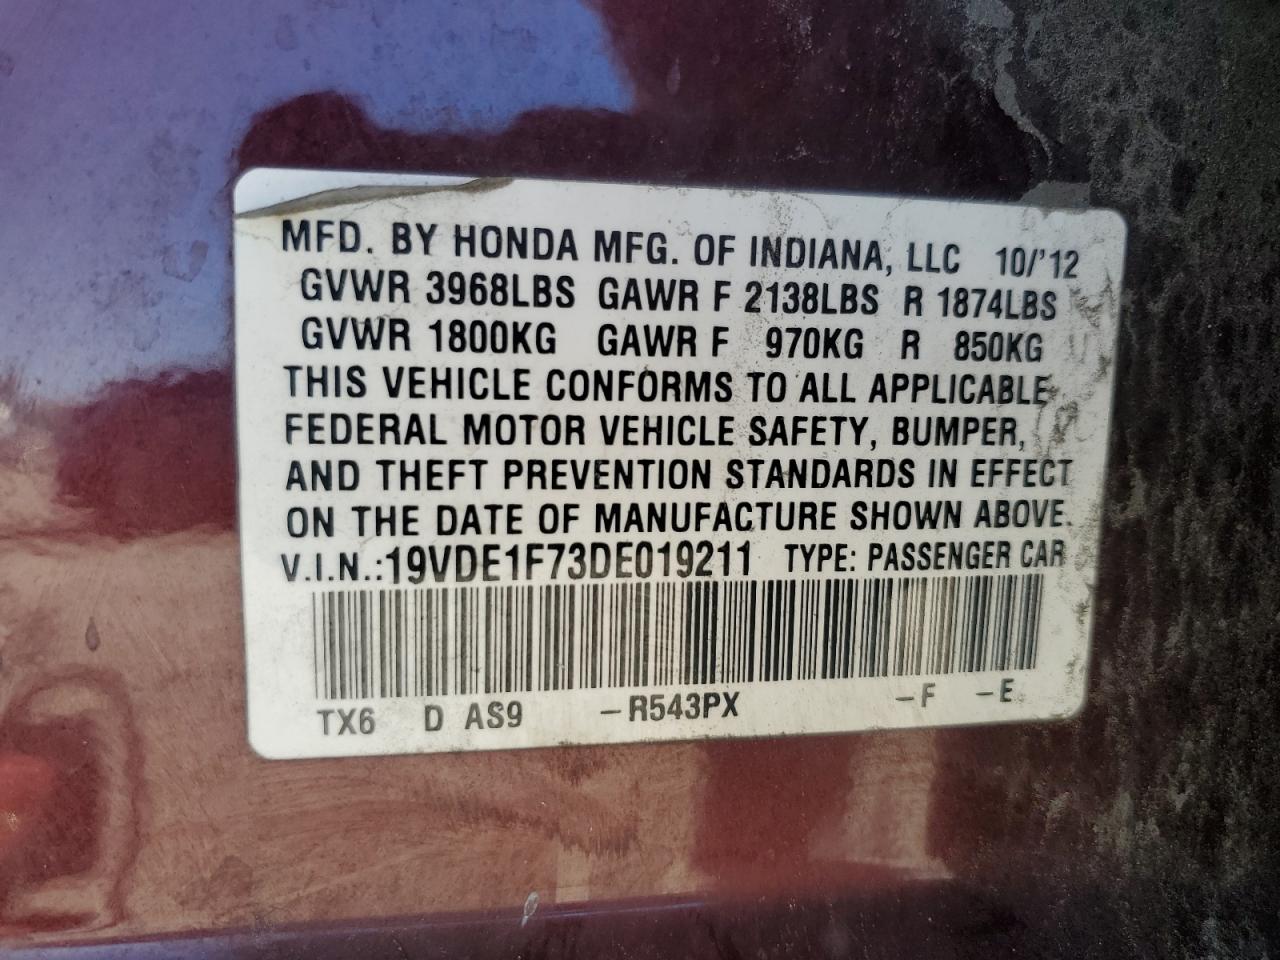 MFD. BY HONDA MFG. OF INDIANA, LLC 10/'12
GVWR 3968LBS GAWR F 2138LBS R 1874LBS
GVWR 1800KG GAWR F 970KG R 850KG
THIS VEHICLE CONFORMS TO ALL APPLICABLE
FEDERAL MOTOR VEHICLE SAFETY, BUMPER,
AND THEFT PREVENTION STANDARDS IN EFFECT
ON THE DATE OF MANUFACTURE SHOWN ABOVE.
V.I.N.:19VDE1F73DE019211 TYPE: PASSENGER CAR
TX6 D AS9 –R543PX –F –E